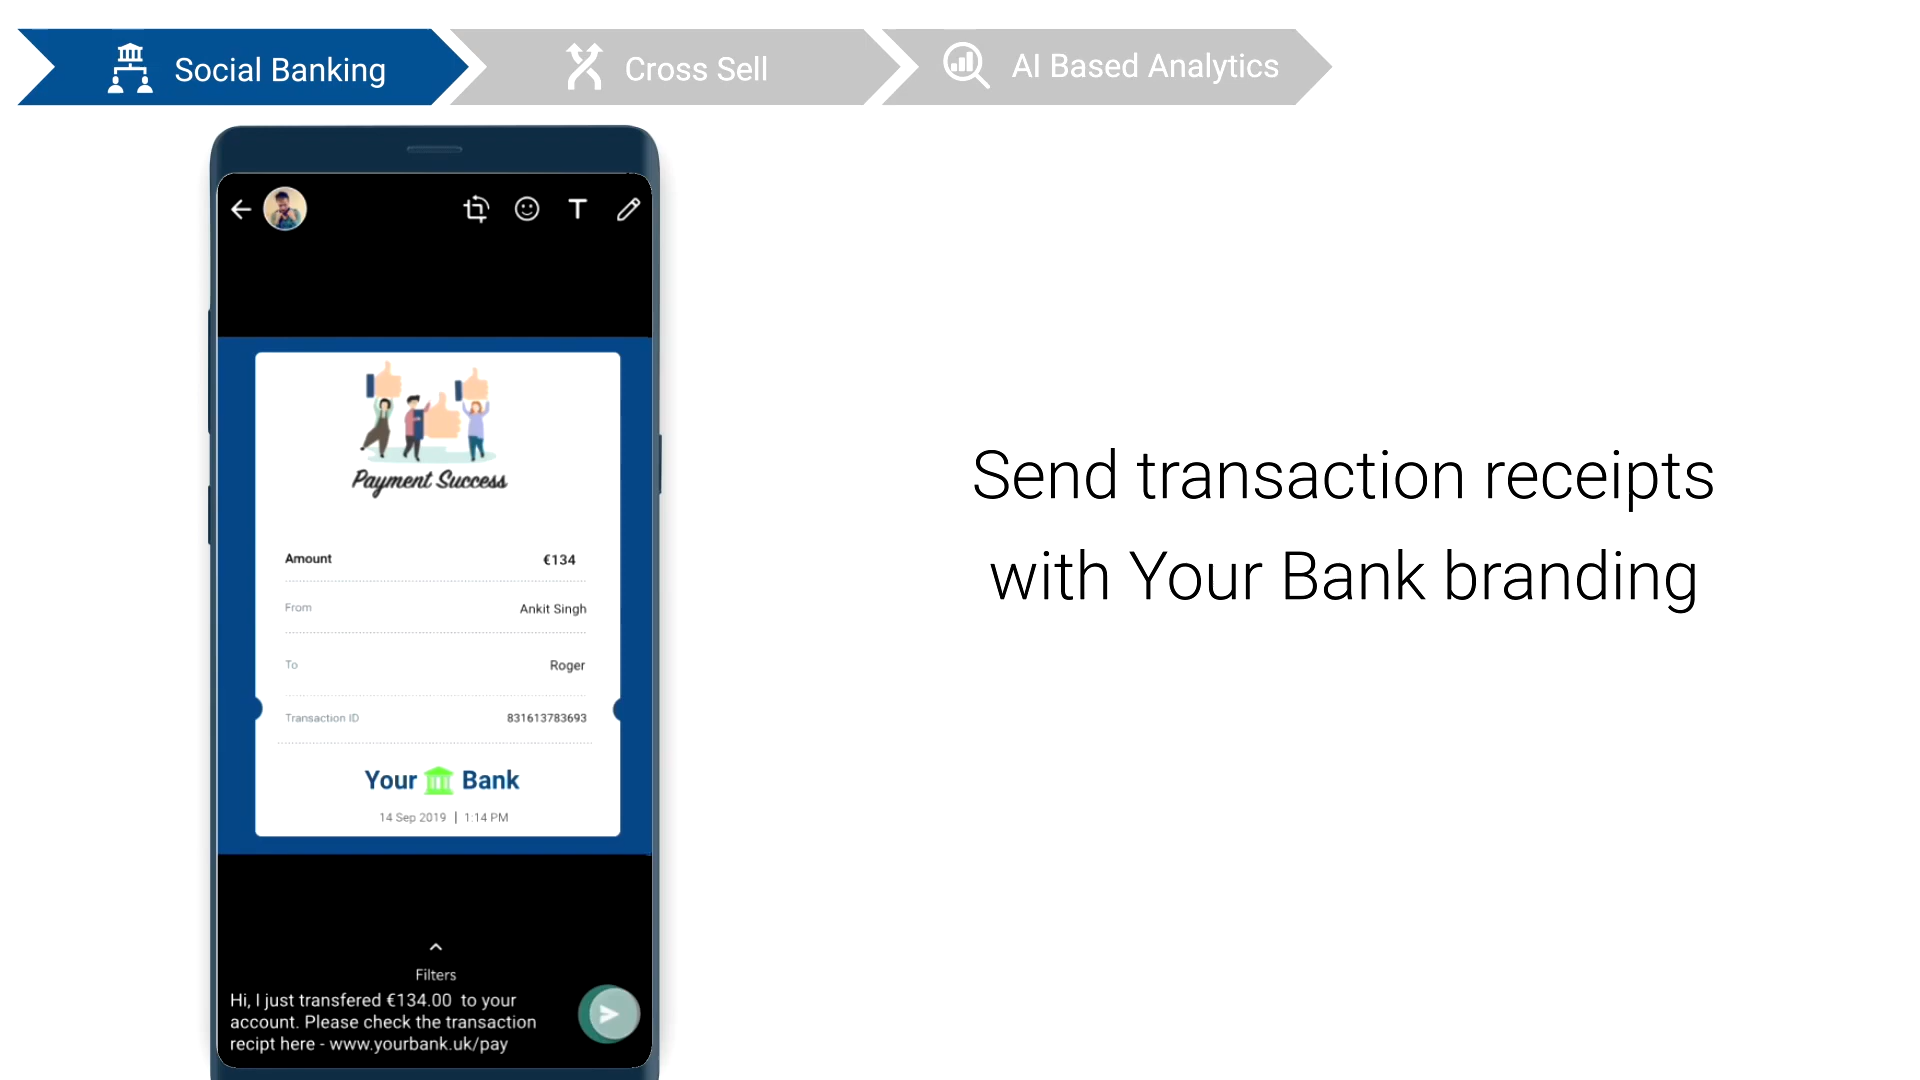 Social Banking
Cross Sell
AI Based Analytics
T
Payment Success
Amount €134
From Ankit Singh
To Roger
Transaction ID 831613783693
Your Bank
14 Sep 2019 | 1:14 PM
Filters
Hi, I just transfered €134.00 to your
account. Please check the transaction
recipt here - www.yourbank.uk/pay
Send transaction receipts
with Your Bank branding